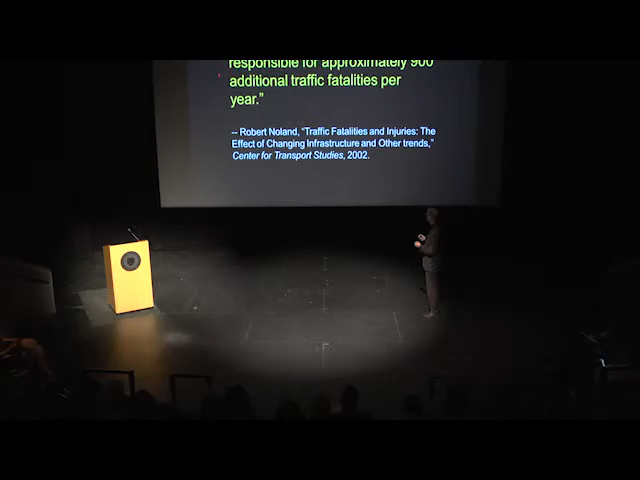 responsible for approximately 900
additional traffic fatalities per
year.”
-- Robert Noland, “Traffic Fatalities and Injuries: The
Effect of Changing Infrastructure and Other trends,”
Center for Transport Studies, 2002.